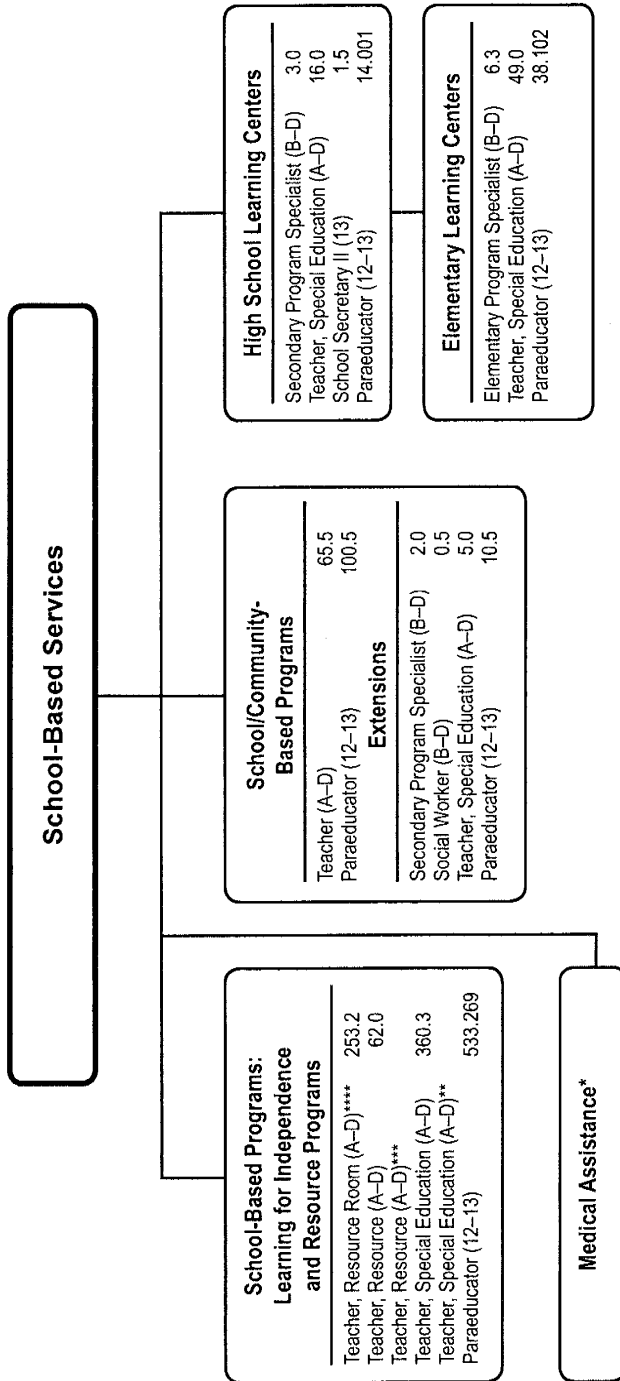 School-Based Services
School-Based Programs:
Learning for Independence
and Resource Programs
Teacher, Resource Room (A–D)**** 253.2
Teacher, Resource (A–D) 62.0
Teacher, Resource (A–D)***
Teacher, Special Education (A–D) 360.3
Teacher, Special Education (A–D)**
Paraeducator (12–13) 533.269
Medical Assistance*
School/Community-
Based Programs
Teacher (A–D) 65.5
Paraeducator (12–13) 100.5
Extensions
Secondary Program Specialist (B–D) 2.0
Social Worker (B–D) 0.5
Teacher, Special Education (A–D) 5.0
Paraeducator (12–13) 10.5
High School Learning Centers
Secondary Program Specialist (B–D) 3.0
Teacher, Special Education (A–D) 16.0
School Secretary II (13) 1.5
Paraeducator (12–13) 14.001
Elementary Learning Centers
Elementary Program Specialist (B–D) 6.3
Teacher, Special Education (A–D) 49.0
Paraeducator (12–13) 38.102